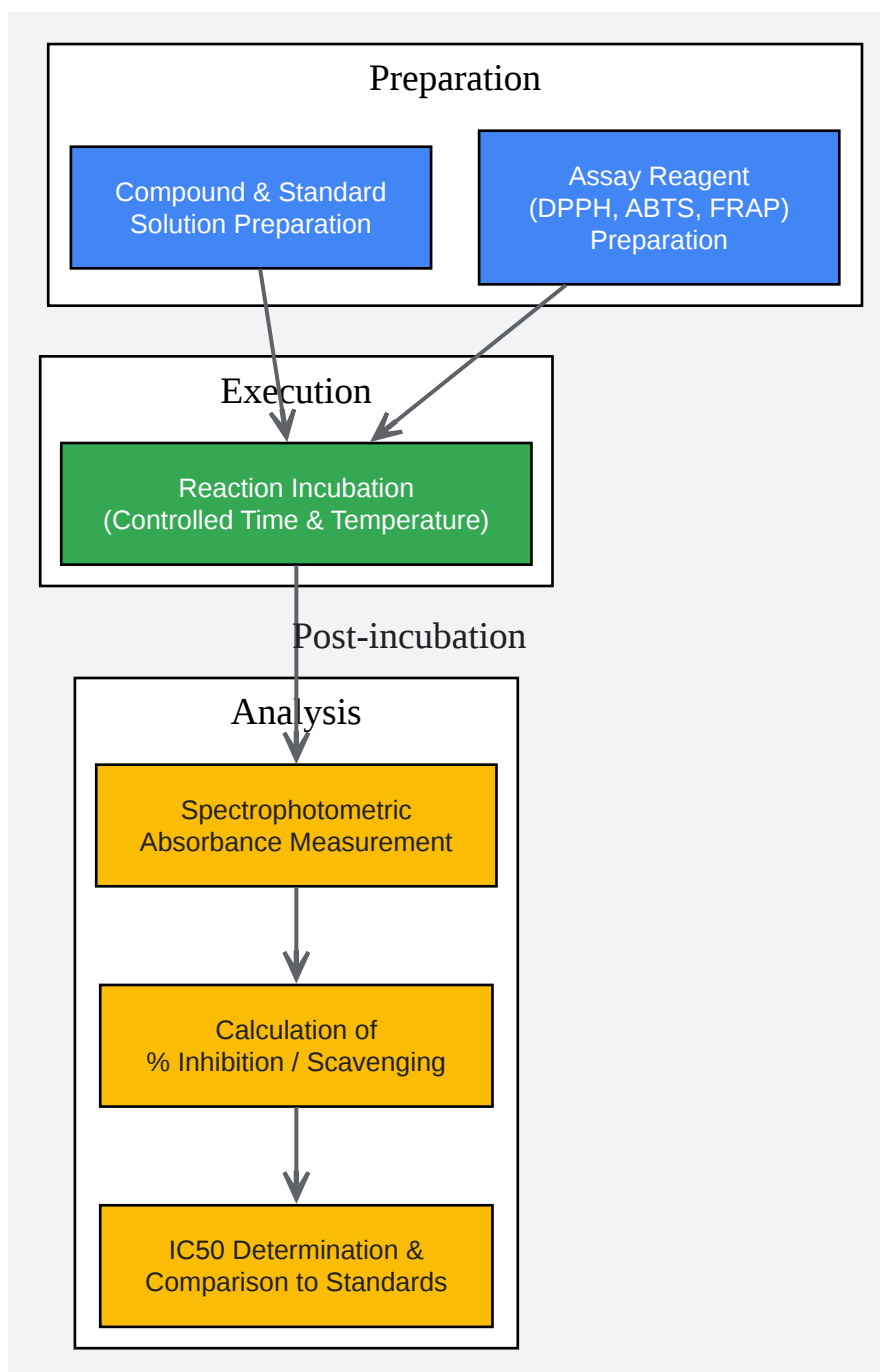 Preparation
Compound & Standard
Solution Preparation
Assay Reagent
(DPPH, ABTS, FRAP)
Preparation
Execution
Reaction Incubation
(Controlled Time & Temperature)
Post-incubation
Analysis
Spectrophotometric
Absorbance Measurement
Calculation of
% Inhibition / Scavenging
IC50 Determination &
Comparison to Standards